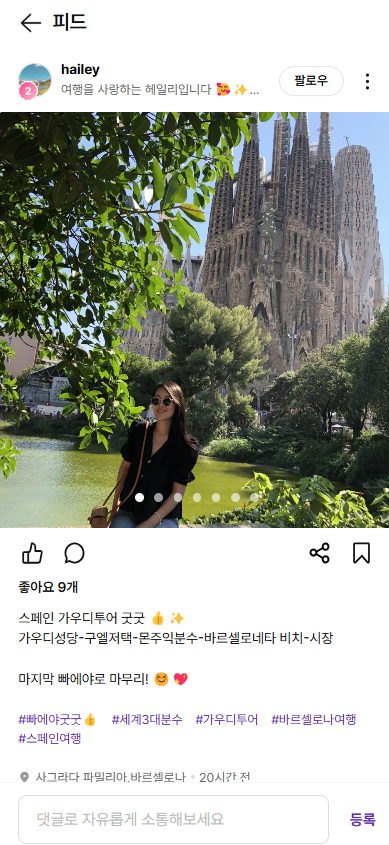 피드
hailey
여행을 사랑하는 헤일리입니다 🥰 ✨ ...
2
팔로우
좋아요 9개
스페인 가우디투어 굿굿 👍 ✨
가우디성당-구엘저택-몬주익분수-바르셀로네타 비치-시장
마지막 빠에야로 마무리! 😊 💖
#빠에야굿굿👍 #세계3대분수 #가우디투어 #바르셀로나여행
#스페인여행
사그라다 파밀리아,바르셀로나 • 20시간 전
댓글로 자유롭게 소통해보세요
등록